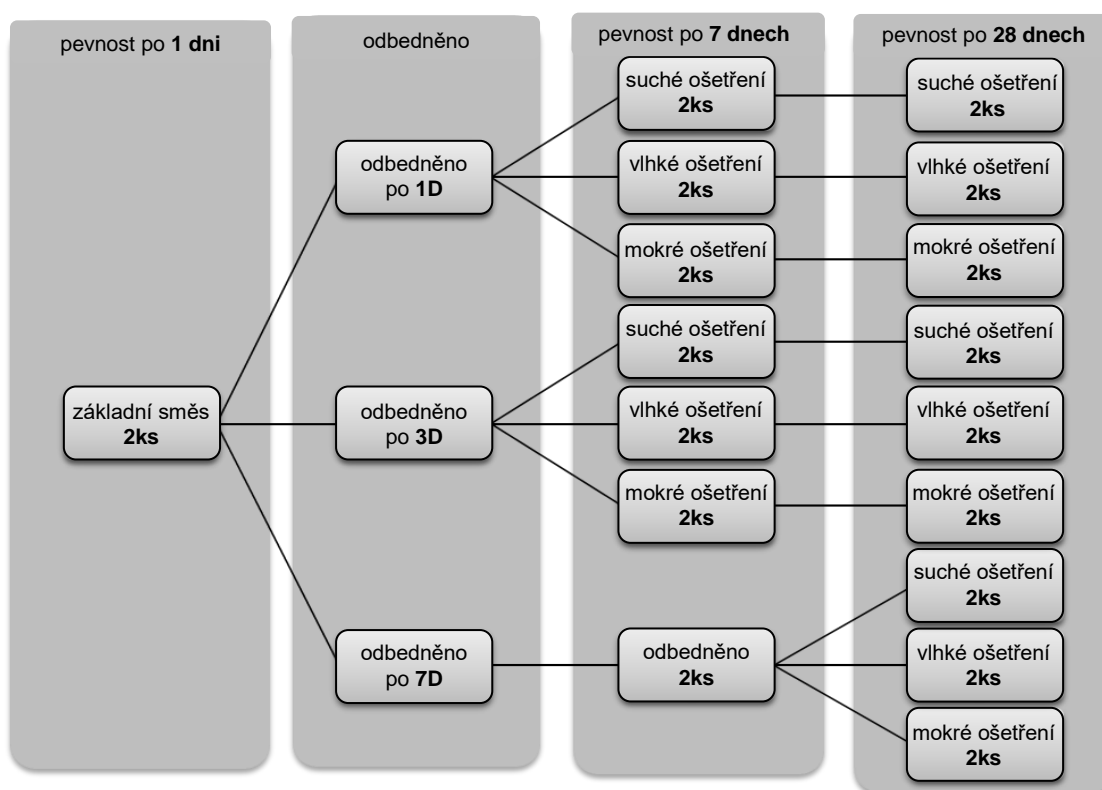 pevnost po 1 dni
základní směs
2ks
odbedněno
odbedněno
po 1D
odbedněno
po 3D
odbedněno
po 7D
pevnost po 7 dnech
suché ošetření
2ks
vlhké ošetření
2ks
mokré ošetření
2ks
suché ošetření
2ks
vlhké ošetření
2ks
mokré ošetření
2ks
odbedněno
2ks
pevnost po 28 dnech
suché ošetření
2ks
vlhké ošetření
2ks
mokré ošetření
2ks
suché ošetření
2ks
vlhké ošetření
2ks
mokré ošetření
2ks
suché ošetření
2ks
vlhké ošetření
2ks
mokré ošetření
2ks